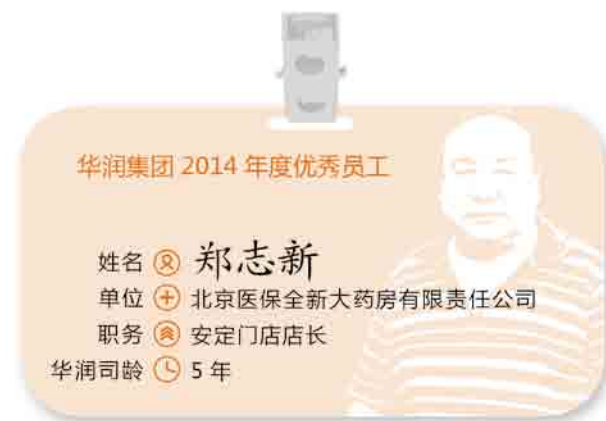 华润集团 2014 年度优秀员工
姓名 郑志新
单位 北京医保全新大药房有限责任公司
职务 安定门店店长
华润司龄 5 年